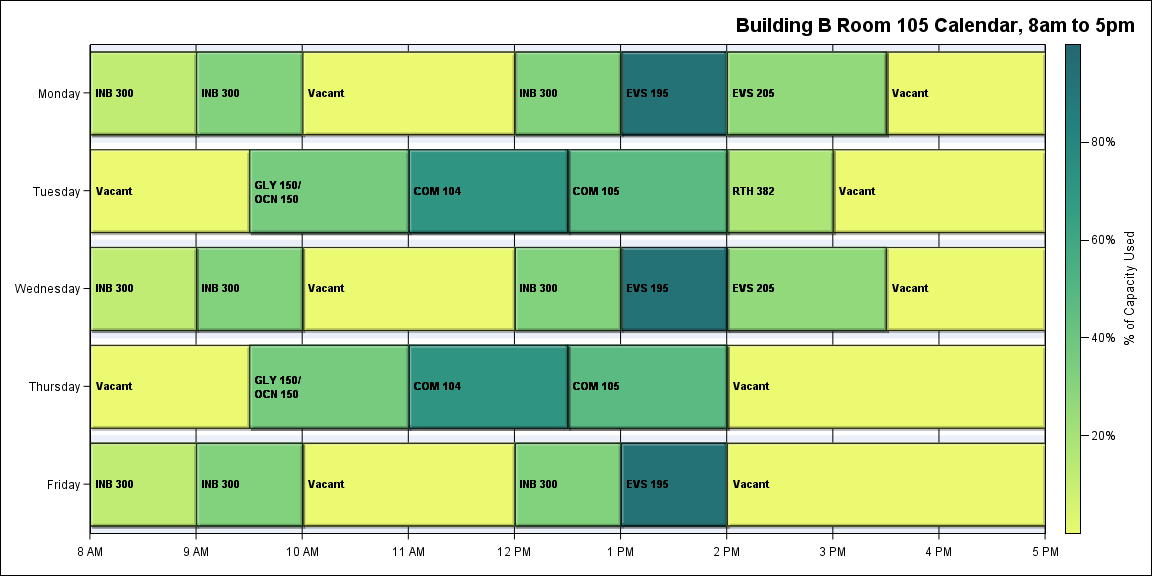 Building B Room 105 Calendar, 8am to 5pm
Monday
INB 300
INB 300
Vacant
INB 300
EVS 195
EVS 205
Vacant
Tuesday
Vacant
GLY 150/
OCN 150
COM 104
COM 105
RTH 382
Vacant
Wednesday
INB 300
INB 300
Vacant
INB 300
EVS 195
EVS 205
Vacant
Thursday
Vacant
GLY 150/
OCN 150
COM 104
COM 105
Vacant
Friday
INB 300
INB 300
Vacant
INB 300
EVS 195
Vacant
8 AM
9 AM
10 AM
11 AM
12 PM
1 PM
2 PM
3 PM
4 PM
5 PM
80%
60%
40%
20%
% of Capacity Used